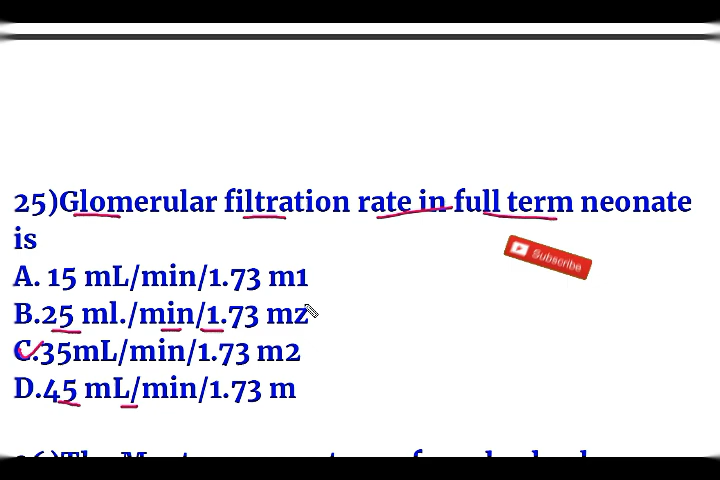 25)Glomerular filtration rate in full term neonate
is
Subscribe
A. 15 mL/min/1.73 m1
B.25 ml./min/1.73 mz
C.35mL/min/1.73 m2
D.45 mL/min/1.73 m